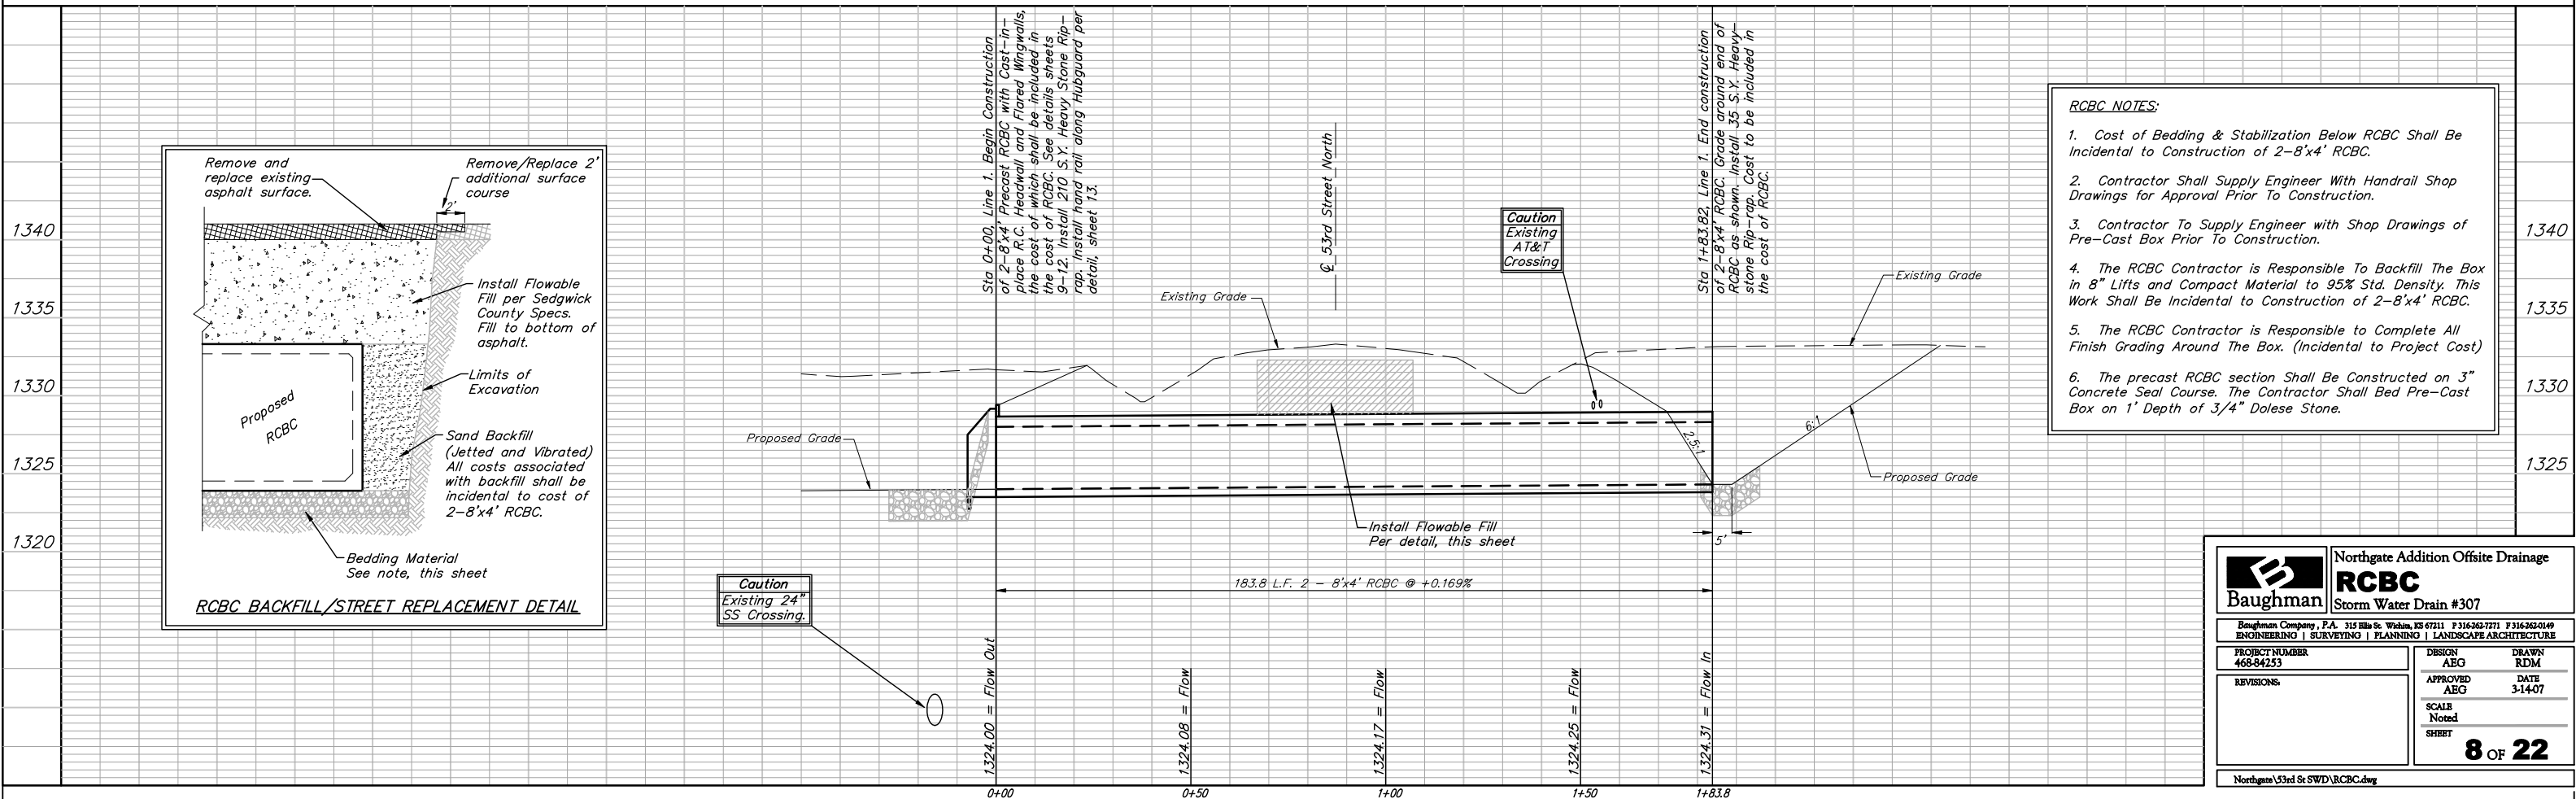 Remove and
replace existing
asphalt surface.
Remove/Replace 2'
additional surface
course
2'
Install Flowable
Fill per Sedgwick
County Specs.
Fill to bottom of
asphalt.
Limits of
Excavation
Proposed
RCBC
Sand Backfill
(Jetted and Vibrated)
All costs associated
with backfill shall be
incidental to cost of
2-8'x4' RCBC.
Bedding Material
See note, this sheet
RCBC BACKFILL/STREET REPLACEMENT DETAIL
1340
1335
1330
1325
1320
Sta 0+00, Line 1. Begin Construction
of 2-8'x4' Precast RCBC with Cast-in-
place R.C. Headwall and Flared Wingwalls,
the cost of which shall be included in
the cost of RCBC. See details sheets
9-12. Install 210 S.Y. Heavy Stone Rip-
rap. Install hand rail along Hubguard per
detail, sheet 13.
℄ 53rd Street North
Caution
Existing
AT&T
Crossing
Sta 1+83.82, Line 1. End construction
of 2-8'x4' RCBC. Grade around end of
RCBC as shown. Install 35 S.Y. Heavy-
stone Rip-rap. Cost to be included in
the cost of RCBC.
Existing Grade
Existing Grade
Proposed Grade
2.5:1
6:1
Proposed Grade
Install Flowable Fill
Per detail, this sheet
5'
183.8 L.F. 2 - 8'x4' RCBC @ +0.169%
Caution
Existing 24"
SS Crossing.
1324.00 = Flow Out
1324.08 = Flow
1324.17 = Flow
1324.25 = Flow
1324.31 = Flow In
0+00
0+50
1+00
1+50
1+83.8
RCBC NOTES:
1. Cost of Bedding & Stabilization Below RCBC Shall Be
Incidental to Construction of 2-8'x4' RCBC.
2. Contractor Shall Supply Engineer With Handrail Shop
Drawings for Approval Prior To Construction.
3. Contractor To Supply Engineer with Shop Drawings of
Pre-Cast Box Prior To Construction.
4. The RCBC Contractor is Responsible To Backfill The Box
in 8" Lifts and Compact Material to 95% Std. Density. This
Work Shall Be Incidental to Construction of 2-8'x4' RCBC.
5. The RCBC Contractor is Responsible to Complete All
Finish Grading Around The Box. (Incidental to Project Cost)
6. The precast RCBC section Shall Be Constructed on 3"
Concrete Seal Course. The Contractor Shall Bed Pre-Cast
Box on 1' Depth of 3/4" Dolese Stone.
1340
1335
1330
1325
Baughman
Northgate Addition Offsite Drainage
RCBC
Storm Water Drain #307
Baughman Company, P.A. 315 Ellis St. Wichita, KS 67211 P 316-262-7271 F 316-262-0149
ENGINEERING | SURVEYING | PLANNING | LANDSCAPE ARCHITECTURE
PROJECT NUMBER
468-84253
REVISIONS:
DESIGN
AEG
DRAWN
RDM
APPROVED
AEG
DATE
3-14-07
SCALE
Noted
SHEET
8 OF 22
Northgate\53rd St SWD\RCBC.dwg